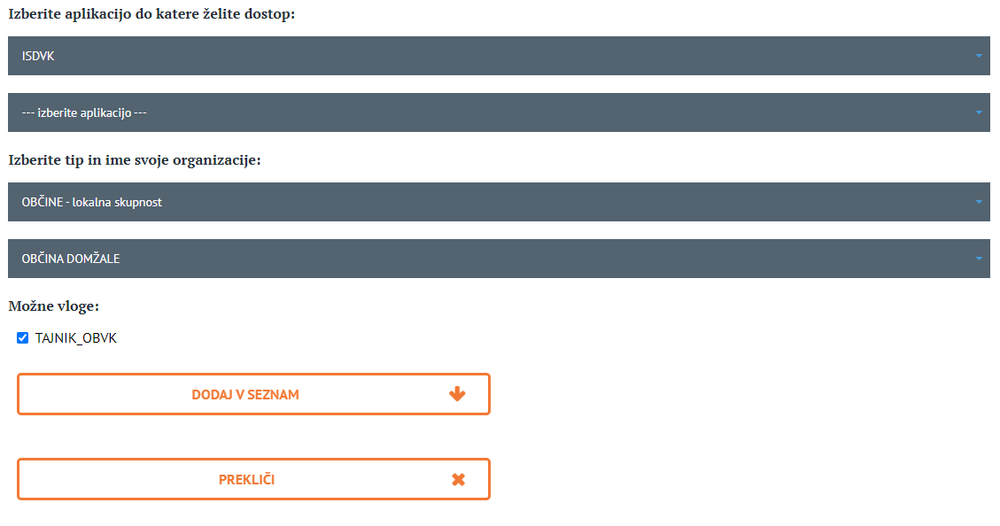 Izberite aplikacijo do katere želite dostop:
ISDVK
--- izberite aplikacijo ---
Izberite tip in ime svoje organizacije:
OBČINE - lokalna skupnost
OBČINA DOMŽALE
Možne vloge:
TAJNIK_OBVK
DODAJ V SEZNAM
PREKLIČI